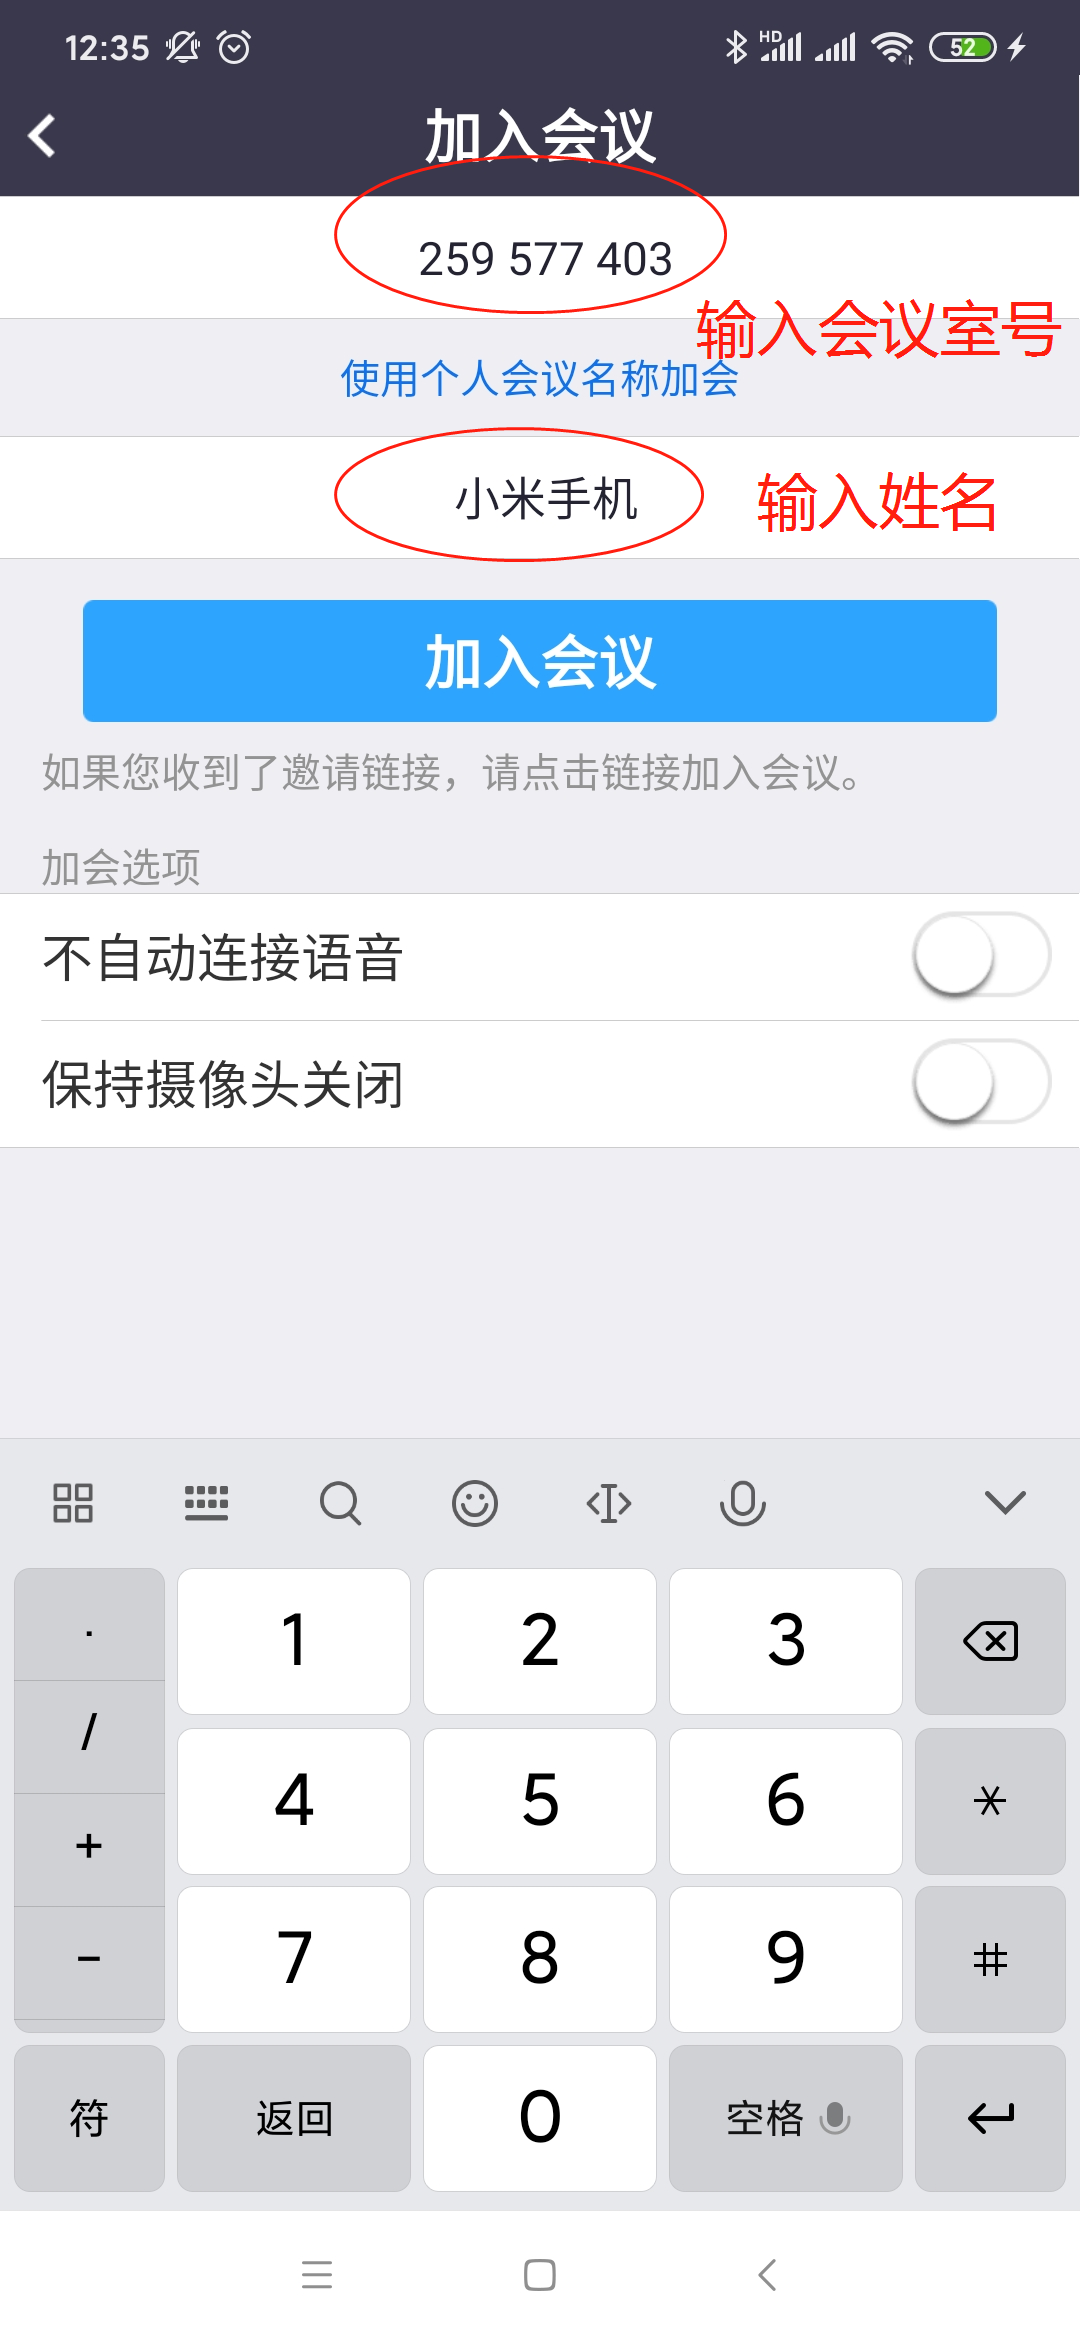 12:35
HD
52
加入会议
259 577 403
输入会议室号
使用个人会议名称加会
小米手机
输入姓名
加入会议
如果您收到了邀请链接，请点击链接加入会议。
加会选项
不自动连接语音
保持摄像头关闭
. 1 2 3
/ 4 5 6 *
+ 7 8 9 #
-
符 返回 0 空格